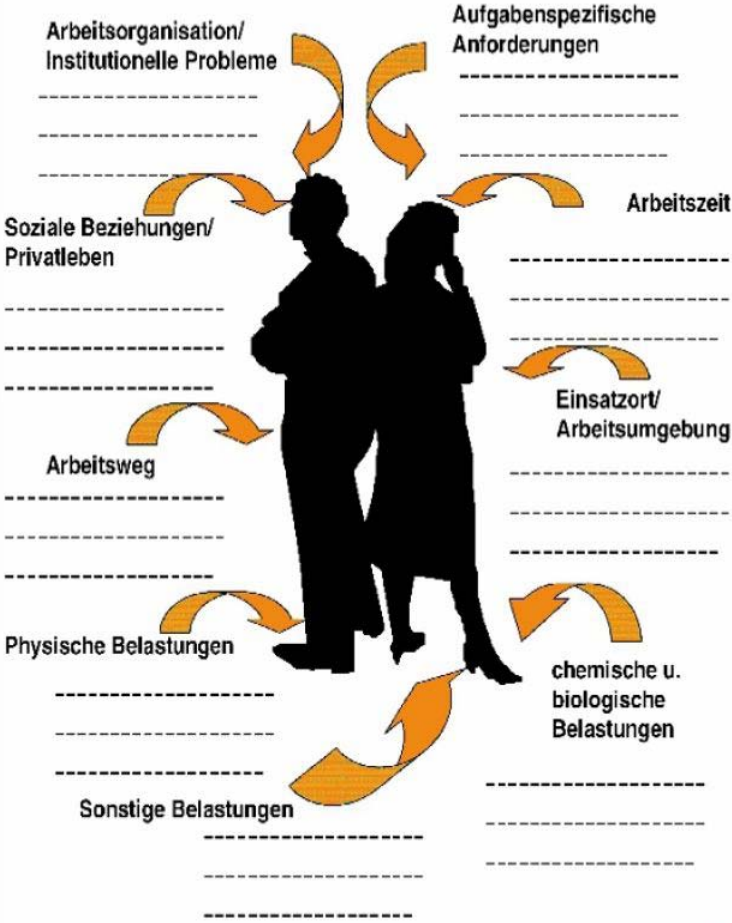 Arbeitsorganisation/
Institutionelle Probleme
Aufgabenspezifische
Anforderungen
Soziale Beziehungen/
Privatleben
Arbeitszeit
Arbeitsweg
Einsatzort/
Arbeitsumgebung
Physische Belastungen
chemische u.
biologische
Belastungen
Sonstige Belastungen